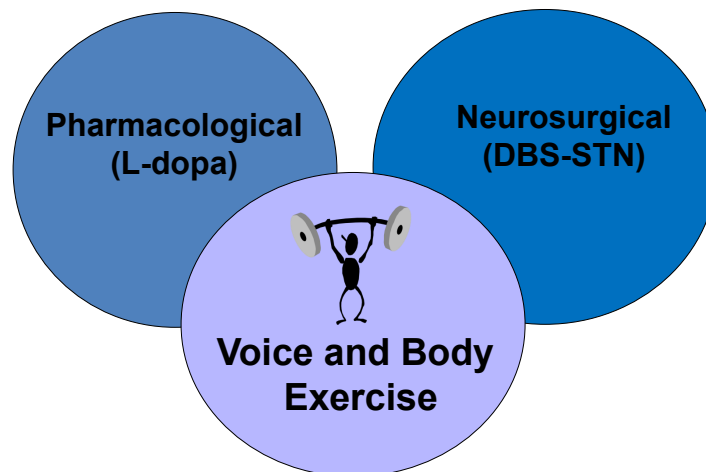 Pharmacological
(L-dopa)
Neurosurgical
(DBS-STN)
Voice and Body
Exercise